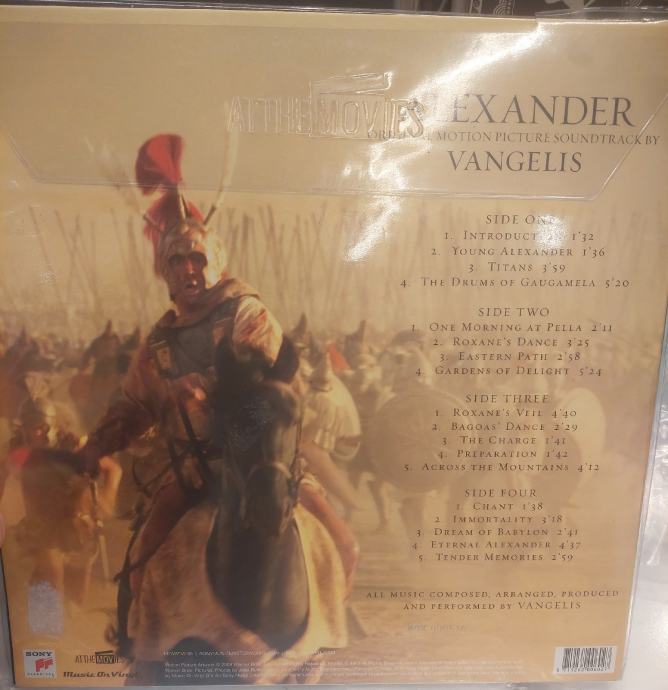 AT THE MOVIES
ALEXANDER
ORIGINAL MOTION PICTURE SOUNDTRACK BY
VANGELIS
SIDE ONE
1. INTRODUCTION 1'32
2. YOUNG ALEXANDER 1'36
3. TITANS 3'59
4. THE DRUMS OF GAUGAMELA 5'20
SIDE TWO
1. ONE MORNING AT PELLA 2'11
2. ROXANE'S DANCE 3'25
3. EASTERN PATH 2'58
4. GARDENS OF DELIGHT 5'24
SIDE THREE
1. ROXANE'S VEIL 4'40
2. BAGOAS' DANCE 2'29
3. THE CHARGE 1'41
4. PREPARATION 1'42
5. ACROSS THE MOUNTAINS 4'12
SIDE FOUR
1. CHANT 1'38
2. IMMORTALITY 3'18
3. DREAM OF BABYLON 2'41
4. ETERNAL ALEXANDER 4'37
5. TENDER MEMORIES 2'59
ALL MUSIC COMPOSED, ARRANGED, PRODUCED
AND PERFORMED BY VANGELIS
SONY
AT THE MOVIES
Music On Vinyl